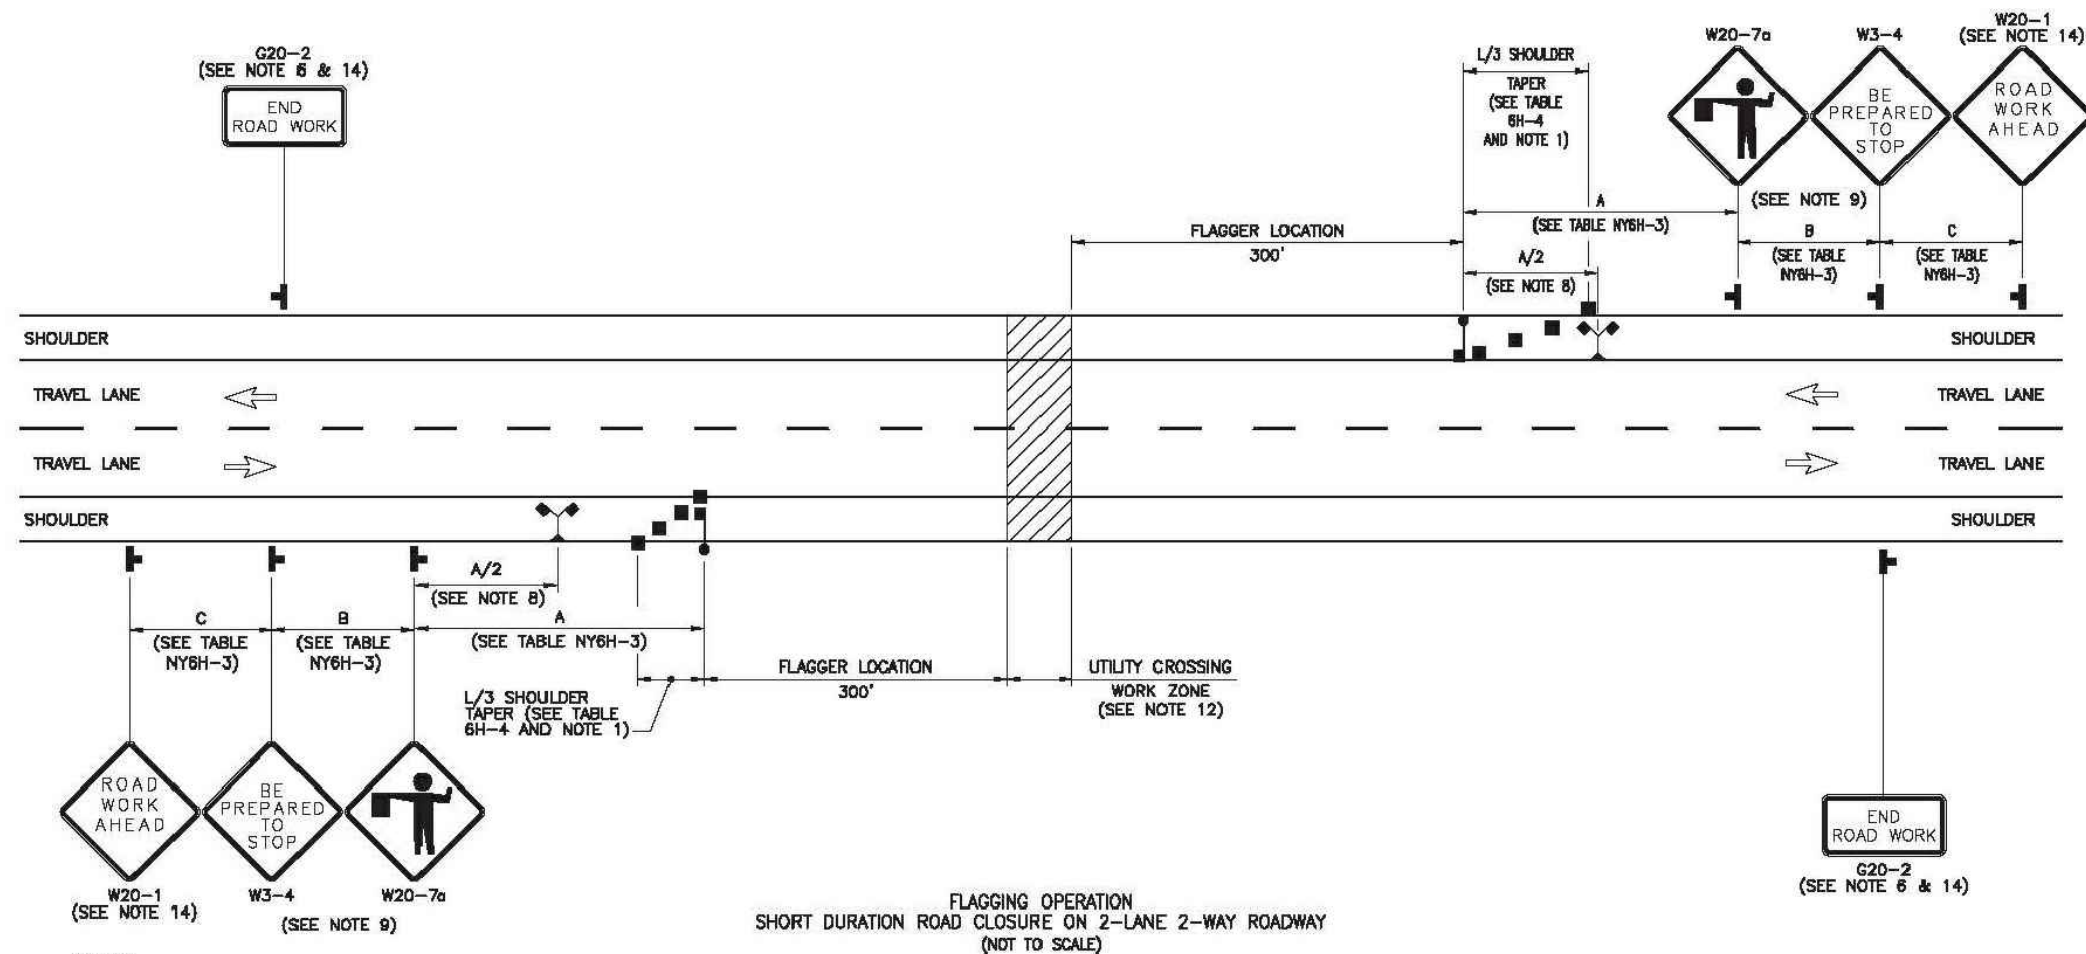 G20-2
(SEE NOTE 6 & 14)
END
ROAD WORK
L/3 SHOULDER
TAPER
(SEE TABLE
6H-4
AND NOTE 1)
W20-7a
W3-4
W20-1
(SEE NOTE 14)
BE
PREPARED
TO
STOP
ROAD
WORK
AHEAD
(SEE NOTE 9)
A
(SEE TABLE NY6H-3)
FLAGGER LOCATION
300'
B
(SEE TABLE
NY6H-3)
C
(SEE TABLE
NY6H-3)
A/2
(SEE NOTE 8)
SHOULDER
SHOULDER
TRAVEL LANE
TRAVEL LANE
TRAVEL LANE
TRAVEL LANE
SHOULDER
SHOULDER
A/2
(SEE NOTE 8)
C
(SEE TABLE
NY6H-3)
B
(SEE TABLE
NY6H-3)
A
(SEE TABLE NY6H-3)
FLAGGER LOCATION
300'
UTILITY CROSSING
WORK ZONE
(SEE NOTE 12)
L/3 SHOULDER
TAPER (SEE TABLE
6H-4 AND NOTE 1)
ROAD
WORK
AHEAD
BE
PREPARED
TO
STOP
W20-1
(SEE NOTE 14)
W3-4
W20-7a
(SEE NOTE 9)
END
ROAD WORK
G20-2
(SEE NOTE 6 & 14)
FLAGGING OPERATION
SHORT DURATION ROAD CLOSURE ON 2-LANE 2-WAY ROADWAY
(NOT TO SCALE)